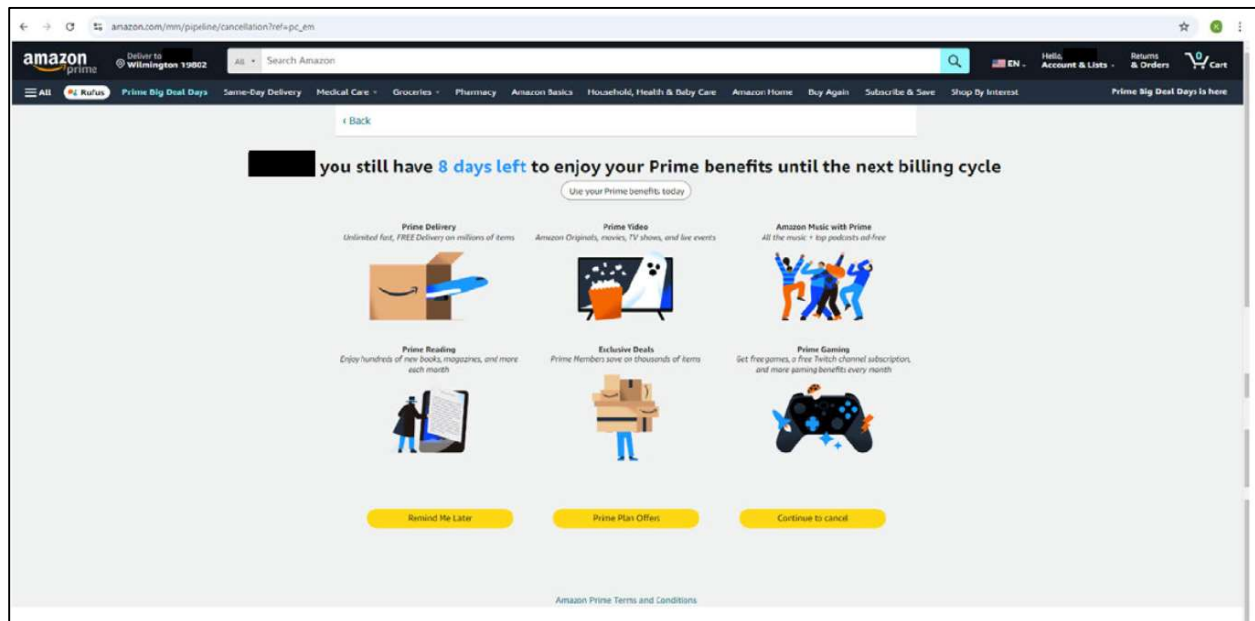 amazon.com/mm/pipeline/cancellation?ref=pc_em
amazon
prime
Deliver to
Wilmington 19802
All
Search Amazon
EN
Hello,
Account & Lists
Returns
& Orders
0
Cart
All
Rufus
Prime Big Deal Days
Same-Day Delivery
Medical Care
Groceries
Pharmacy
Amazon Basics
Household, Health & Baby Care
Amazon Home
Buy Again
Subscribe & Save
Shop By Interest
Prime Big Deal Days is here
‹ Back
you still have 8 days left to enjoy your Prime benefits until the next billing cycle
Use your Prime benefits today
Prime Delivery
Unlimited fast, FREE Delivery on millions of items
Prime Video
Amazon Originals, movies, TV shows, and live events
Amazon Music with Prime
All the music + top podcasts ad-free
Prime Reading
Enjoy hundreds of new books, magazines, and more
each month
Exclusive Deals
Prime Members save on thousands of items
Prime Gaming
Get free games, a free Twitch channel subscription,
and more gaming benefits every month
Remind Me Later
Prime Plan Offers
Continue to cancel
Amazon Prime Terms and Conditions